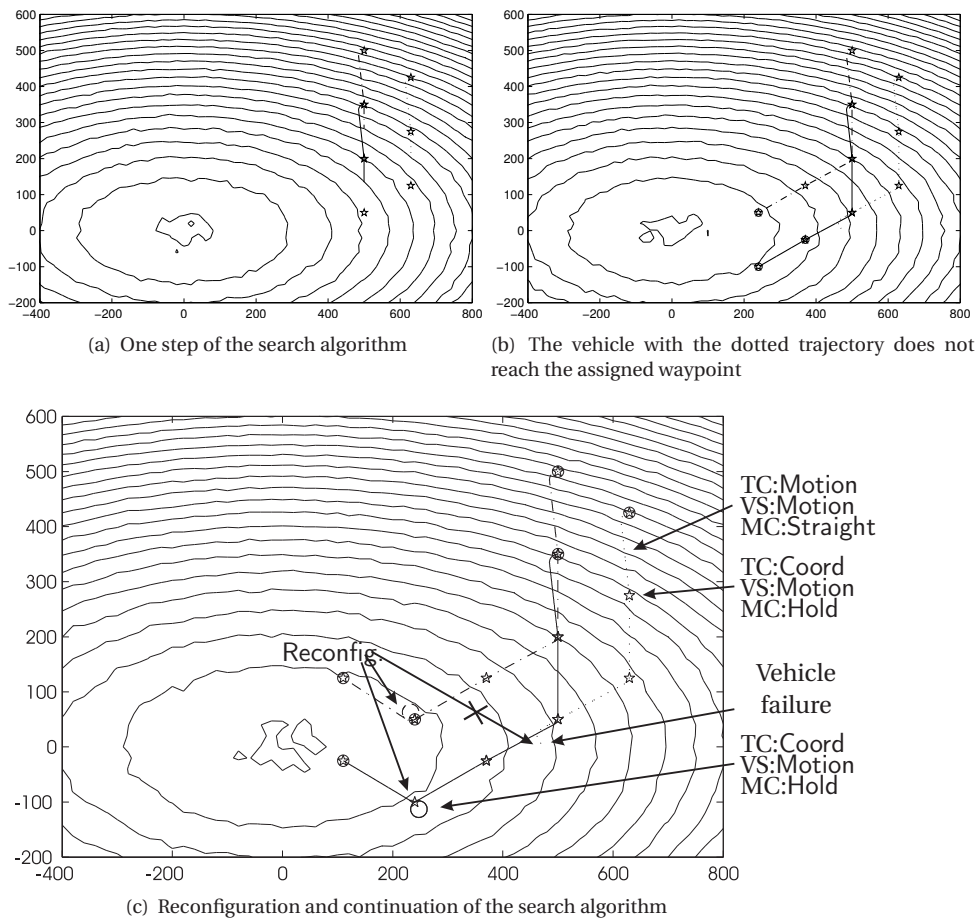 600
500
400
300
200
100
0
−100
−200
−400 −200 0 200 400 600 800
600
500
400
300
200
100
0
−100
−200
−400 −200 0 200 400 600 800
(a) One step of the search algorithm
(b) The vehicle with the dotted trajectory does not
reach the assigned waypoint
600
500
400
300
200
100
0
-100
-200
-400 -200 0 200 400 600 800
Reconfig.
TC:Motion
VS:Motion
MC:Straight
TC:Coord
VS:Motion
MC:Hold
Vehicle
failure
TC:Coord
VS:Motion
MC:Hold
(c) Reconfiguration and continuation of the search algorithm